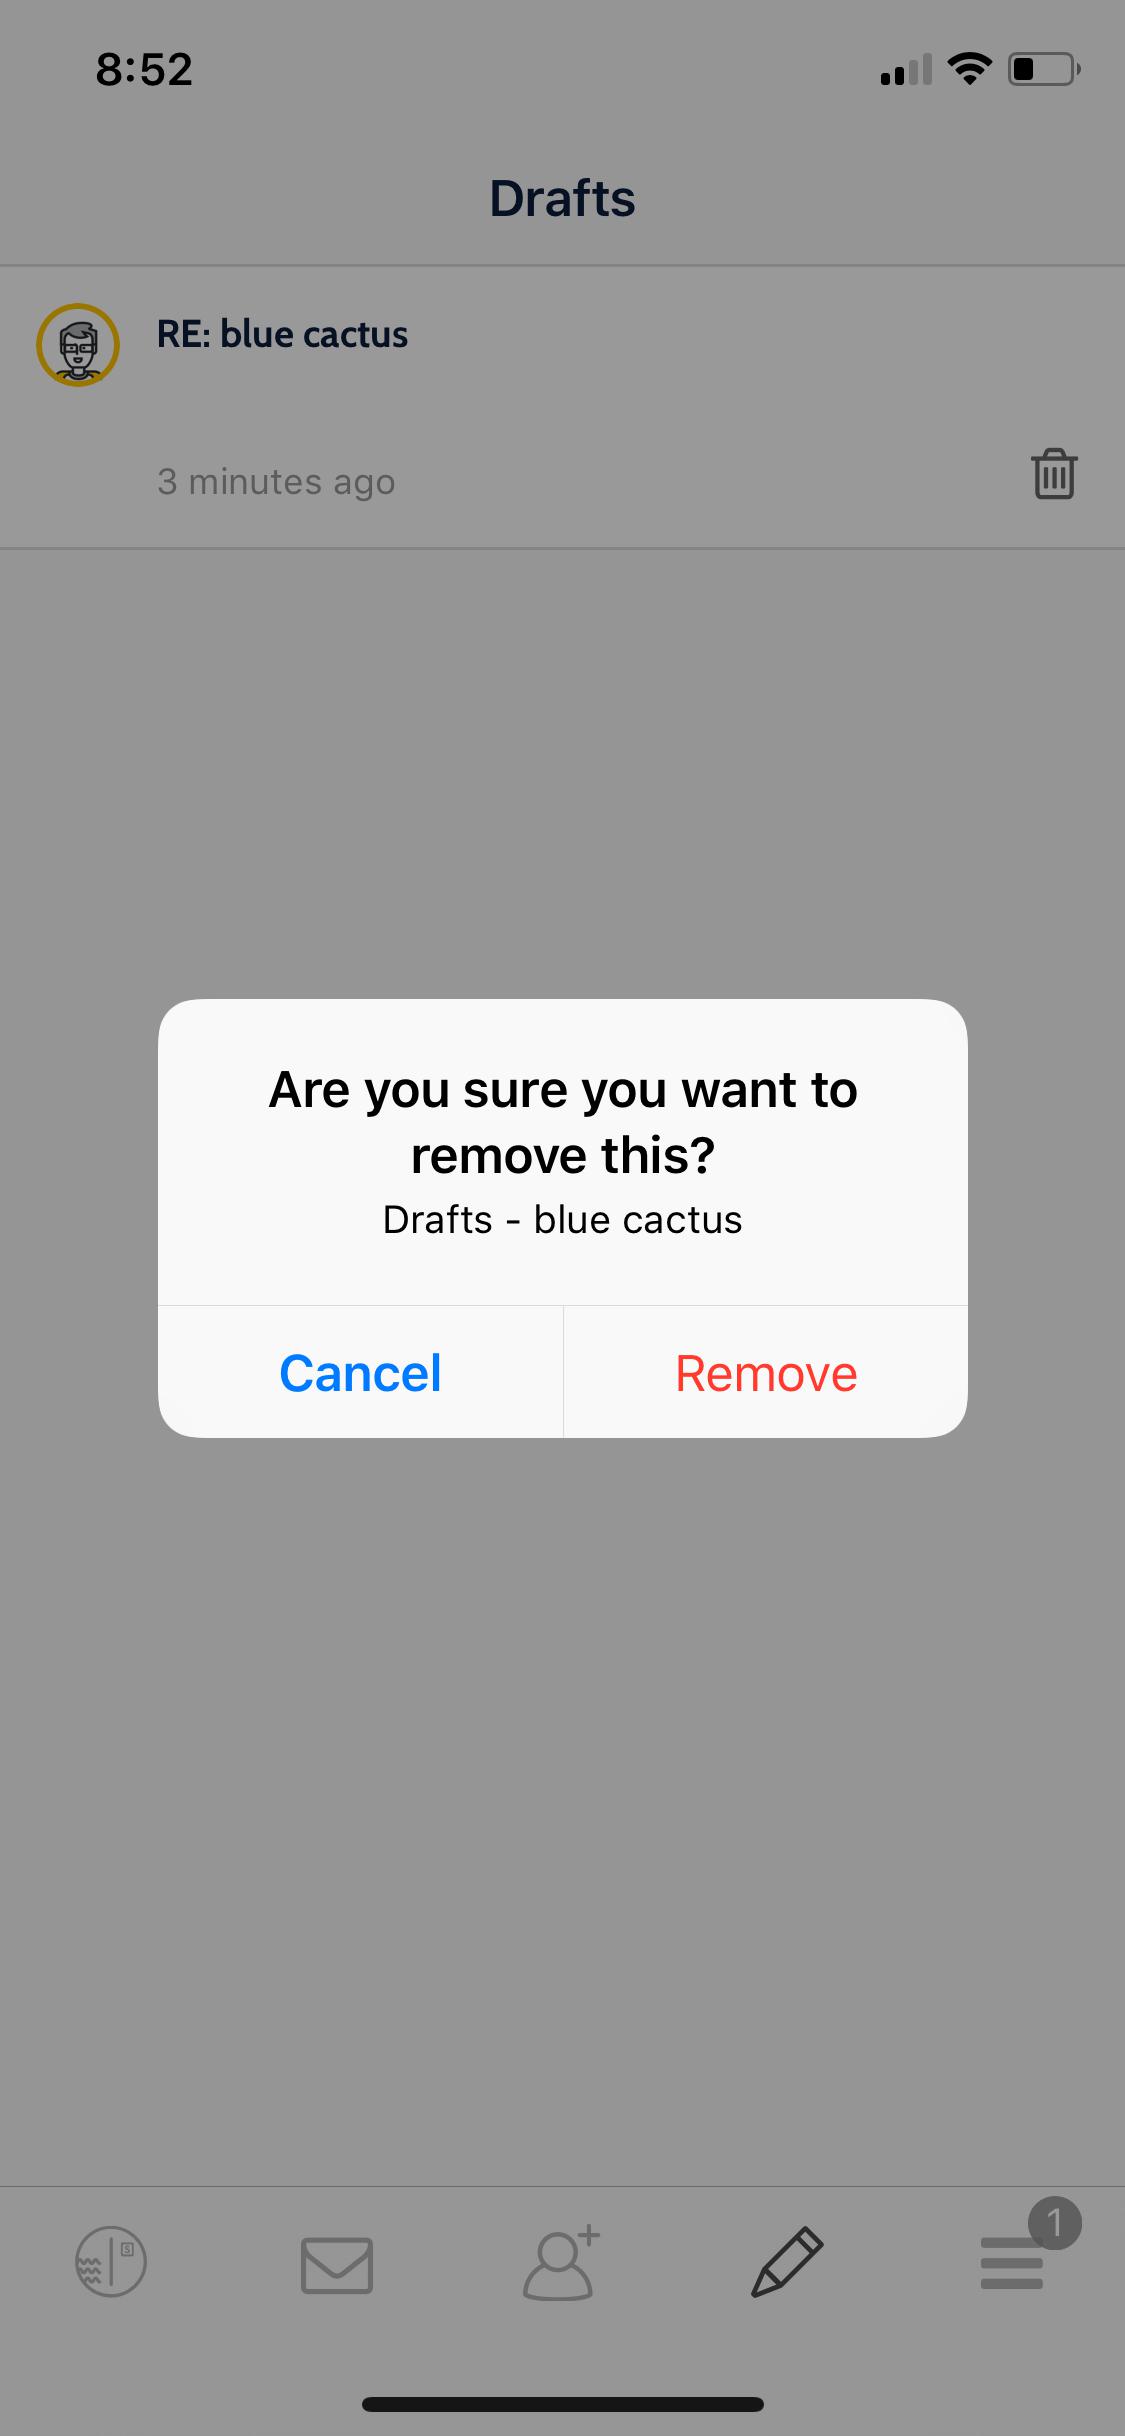 8:52
Drafts
RE: blue cactus
3 minutes ago
Are you sure you want to
remove this?
Drafts - blue cactus
Cancel
Remove
S
1